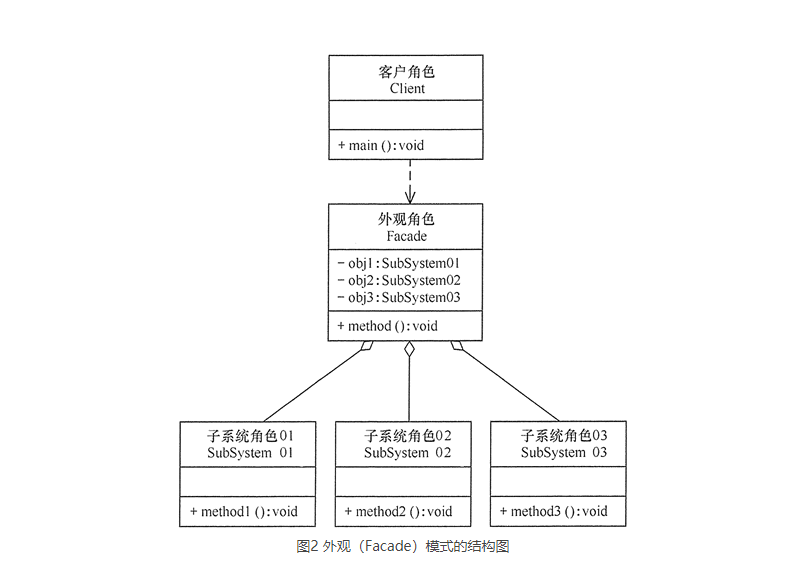 客户角色
Client
+ main():void
外观角色
Facade
- obj1:SubSystem01
- obj2:SubSystem02
- obj3:SubSystem03
+ method():void
子系统角色01
SubSystem 01
+ method1():void
子系统角色02
SubSystem 02
+ method2():void
子系统角色03
SubSystem 03
+ method3():void
图2 外观（Facade）模式的结构图